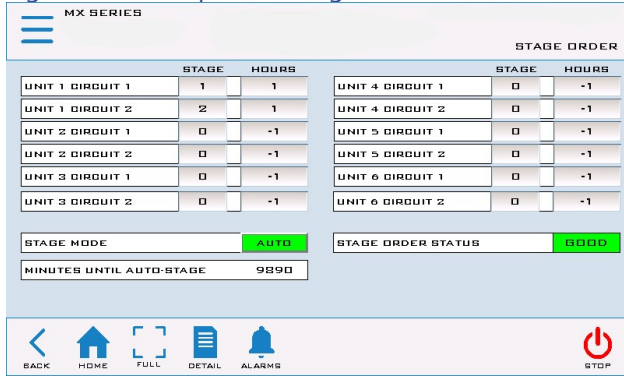 MX SERIES
STAGE ORDER
STAGE HOURS
UNIT 1 CIRCUIT 1 1 1
UNIT 1 CIRCUIT 2 2 1
UNIT 2 CIRCUIT 1 0 -1
UNIT 2 CIRCUIT 2 0 -1
UNIT 3 CIRCUIT 1 0 -1
UNIT 3 CIRCUIT 2 0 -1
STAGE HOURS
UNIT 4 CIRCUIT 1 0 -1
UNIT 4 CIRCUIT 2 0 -1
UNIT 5 CIRCUIT 1 0 -1
UNIT 5 CIRCUIT 2 0 -1
UNIT 6 CIRCUIT 1 0 -1
UNIT 6 CIRCUIT 2 0 -1
STAGE MODE AUTO
STAGE ORDER STATUS GOOD
MINUTES UNTIL AUTO-STAGE 9890
BACK HOME FULL DETAIL ALARMS STOP